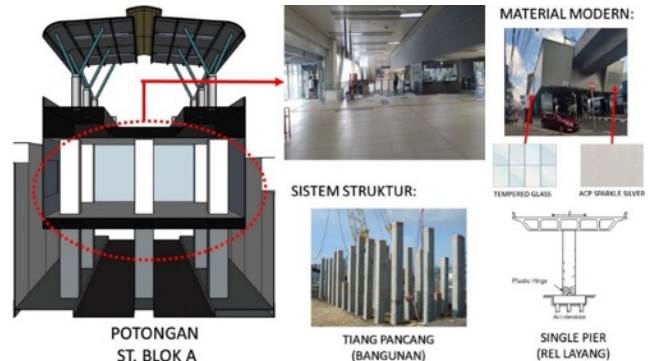 MATERIAL MODERN:
TEMPERED GLASS
ACP SPARKLE SILVER
SISTEM STRUKTUR:
Plastic Hinge
Acceleration
POTONGAN
ST. BLOK A
TIANG PANCANG
(BANGUNAN)
SINGLE PIER
(REL LAYANG)